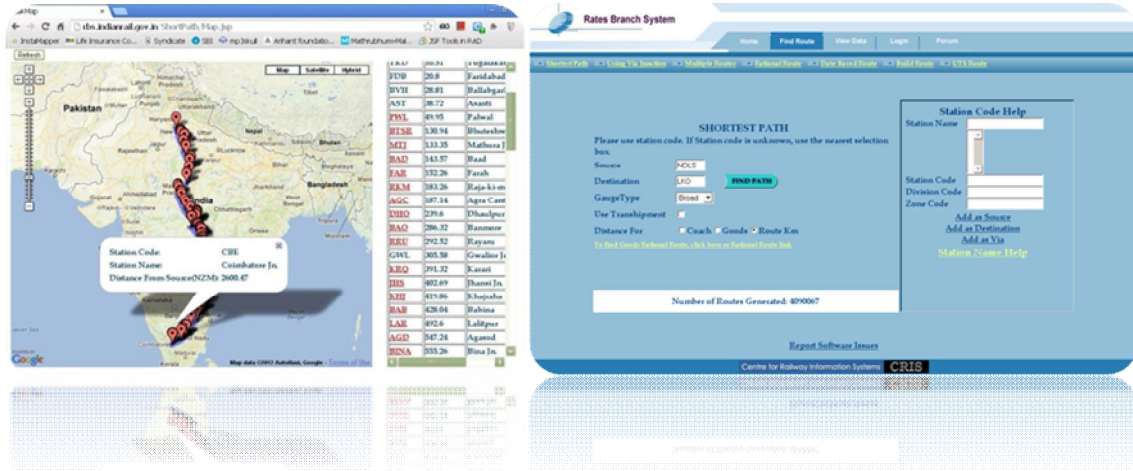 Map
rbs.indianrail.gov.in
ShortPath Map.jsp
InstaMapper
Life Insurance Co...
Syndicate
SBI
mp3skull
Arihant foundatio...
Mathrubhumi-Mal...
JSF Tools in RAD
Refresh
Map
Satellite
Hybrid
Pakistan
Nepal
Bhutan
Bangladesh
India
Station Code: CBE
Station Name: Coimbatore Jn.
Distance From Source(NZM): 2600.47
Google
Map data ©2012 AutoNavi, Google - Terms of Use
FDB 20.8 Faridabad
BVH 28.81 Ballabgar
AST 38.72 Asaoti
PWL 49.95 Palwal
BTSR 130.94 Bhuteshw
MTJ 133.35 Mathura J
BAD 143.57 Baad
FAR 152.26 Farah
RKM 183.26 Raja-ki-m
AGC 187.14 Agra Cant
DHO 239.6 Dhaulpur
BAO 286.32 Banmore
RRU 292.52 Rayaru
GWL 305.58 Gwalior J
KRQ 391.32 Karari
JHS 402.69 Jhansi Jn.
BAB 428.04 Babina
LAR 492.6 Lalitpur
AGD 547.24 Agasod
BINA 555.26 Bina Jn.
Rates Branch System
Home
Find Route
View Data
Login
Forum
Shortest Path
Using Via Junction
Multiple Routes
Rational Route
Date Based Route
Build Route
UTS Route
SHORTEST PATH
Please use station code. If Station code is unknown, use the nearest selection
box.
Source NDLS
Destination LKO FIND PATH
GaugeType Broad
Use Transhipment
Distance For Coach Goods Route Km
To find Goods Rational Route, click here or Rational Route link
Number of Routes Generated: 4090067
Station Code Help
Station Name
Station Code
Division Code
Zone Code
Add as Source
Add as Destination
Add as Via
Station Name Help
Report Software Issues
Centre for Railway Information Systems CRIS